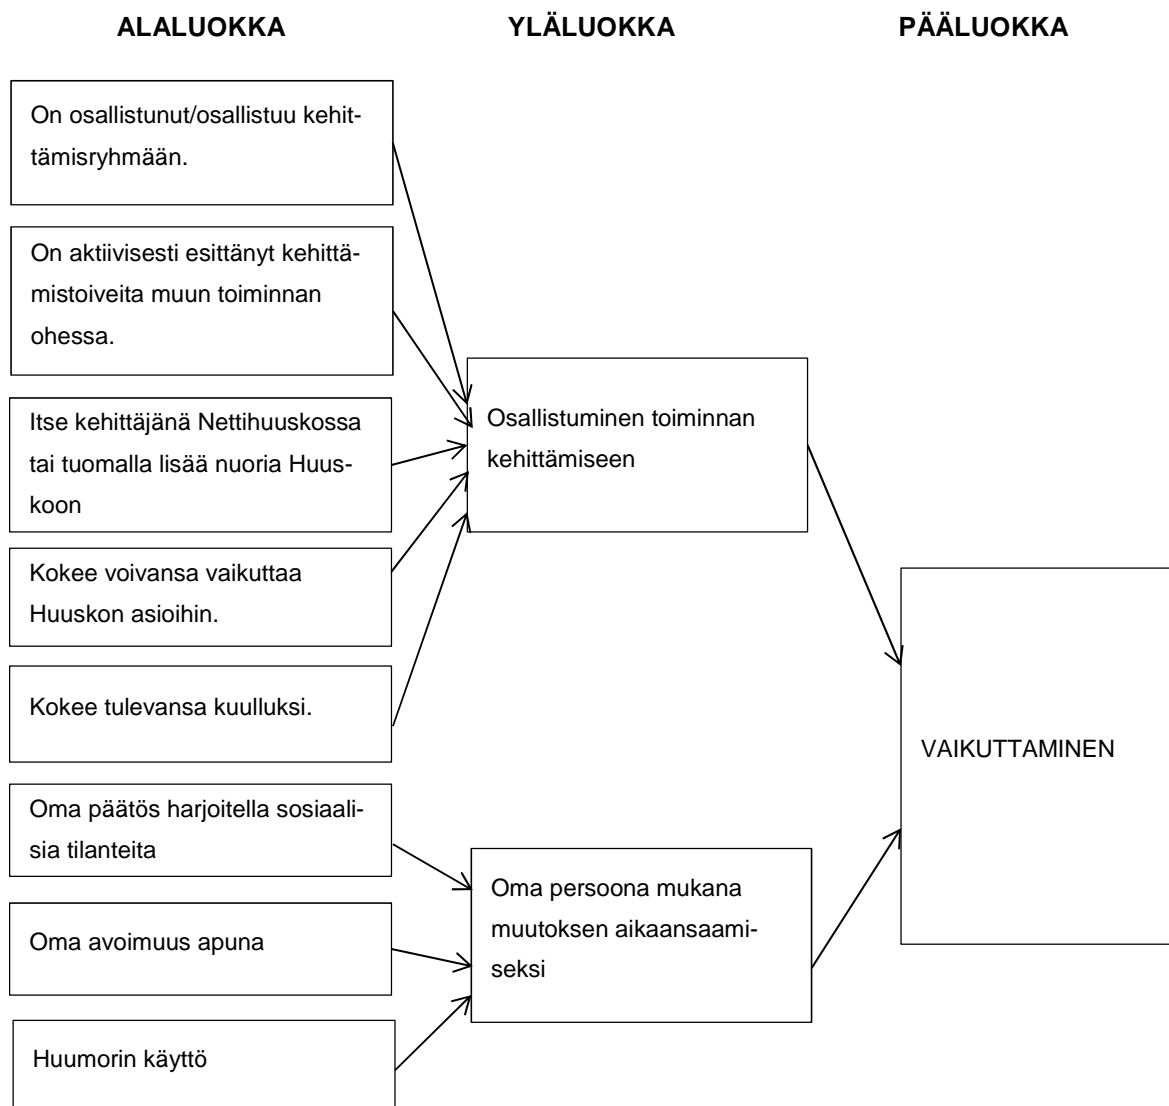 ALALUOKKA YLÄLUOKKA PÄÄLUOKKA
On osallistunut/osallistuu kehit-
tämisryhmään.
On aktiivisesti esittänyt kehittä-
mistoiveita muun toiminnan
ohessa.
Itse kehittäjänä Nettihuuskossa
tai tuomalla lisää nuoria Huus-
koon
Kokee voivansa vaikuttaa
Huuskon asioihin.
Kokee tulevansa kuulluksi.
Oma päätös harjoitella sosiaali-
sia tilanteita
Oma avoimuus apuna
Huumorin käyttö
Osallistuminen toiminnan
kehittämiseen
Oma persoona mukana
muutoksen aikaansaami-
seksi
VAIKUTTAMINEN